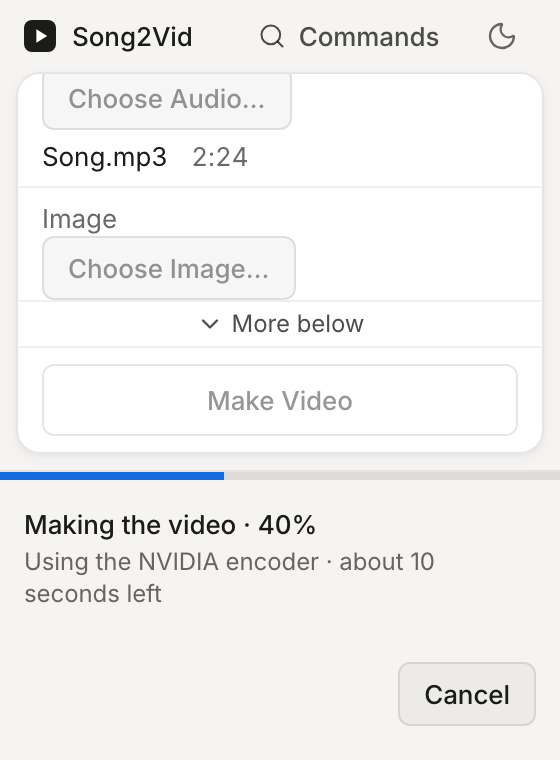 Song2Vid
Commands
Choose Audio...
Song.mp3 2:24
Image
Choose Image...
More below
Make Video
Making the video · 40%
Using the NVIDIA encoder · about 10
seconds left
Cancel